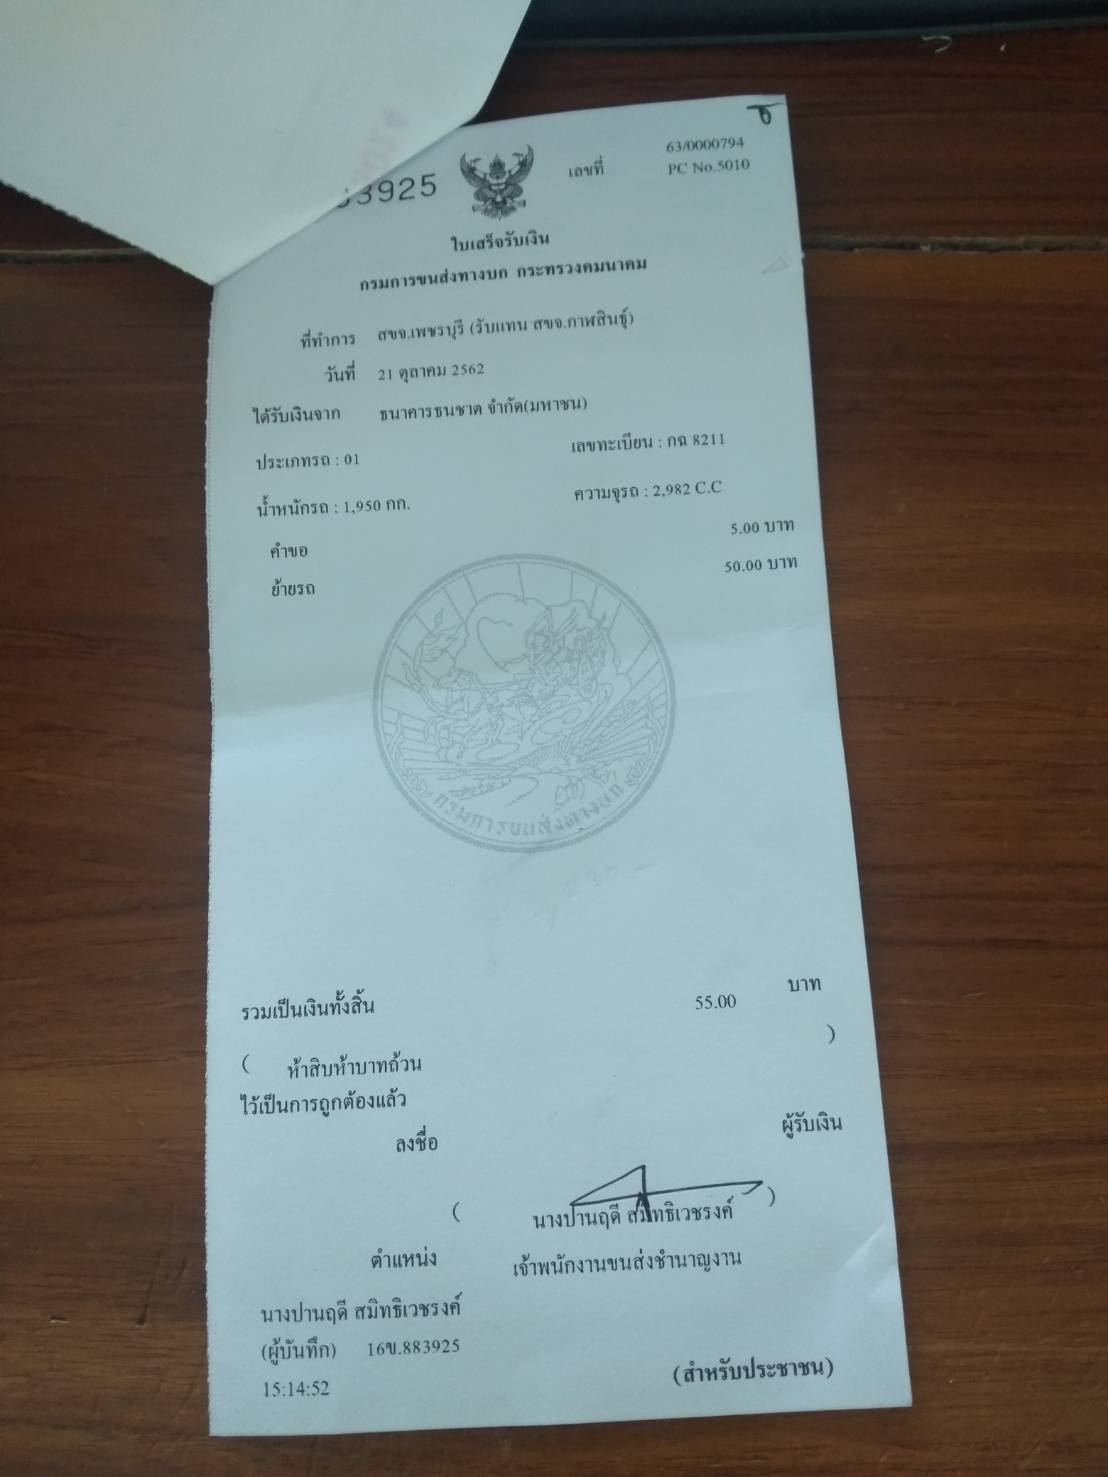 3925
เลขที่
63/0000794
PC No.5010
ใบเสร็จรับเงิน
กรมการขนส่งทางบก กระทรวงคมนาคม
ที่ทำการ สขจ.เพชรบุรี (รับแทน สขจ.กาฬสินธุ์)
วันที่ 21 ตุลาคม 2562
ได้รับเงินจาก ธนาคารธนชาต จำกัด(มหาชน)
ประเภทรถ : 01 เลขทะเบียน : กฉ 8211
น้ำหนักรถ : 1,950 กก. ความจุรถ : 2,982 C.C
คำขอ 5.00 บาท
ย้ายรถ 50.00 บาท
กรมการขนส่งทางบก
รวมเป็นเงินทั้งสิ้น 55.00 บาท
( ห้าสิบห้าบาทถ้วน )
ไว้เป็นการถูกต้องแล้ว
ลงชื่อ ผู้รับเงิน
( นางปานฤดี สมิทธิเวชรงค์ )
ตำแหน่ง เจ้าพนักงานขนส่งชำนาญงาน
นางปานฤดี สมิทธิเวชรงค์
(ผู้บันทึก) 16ข.883925
15:14:52
(สำหรับประชาชน)